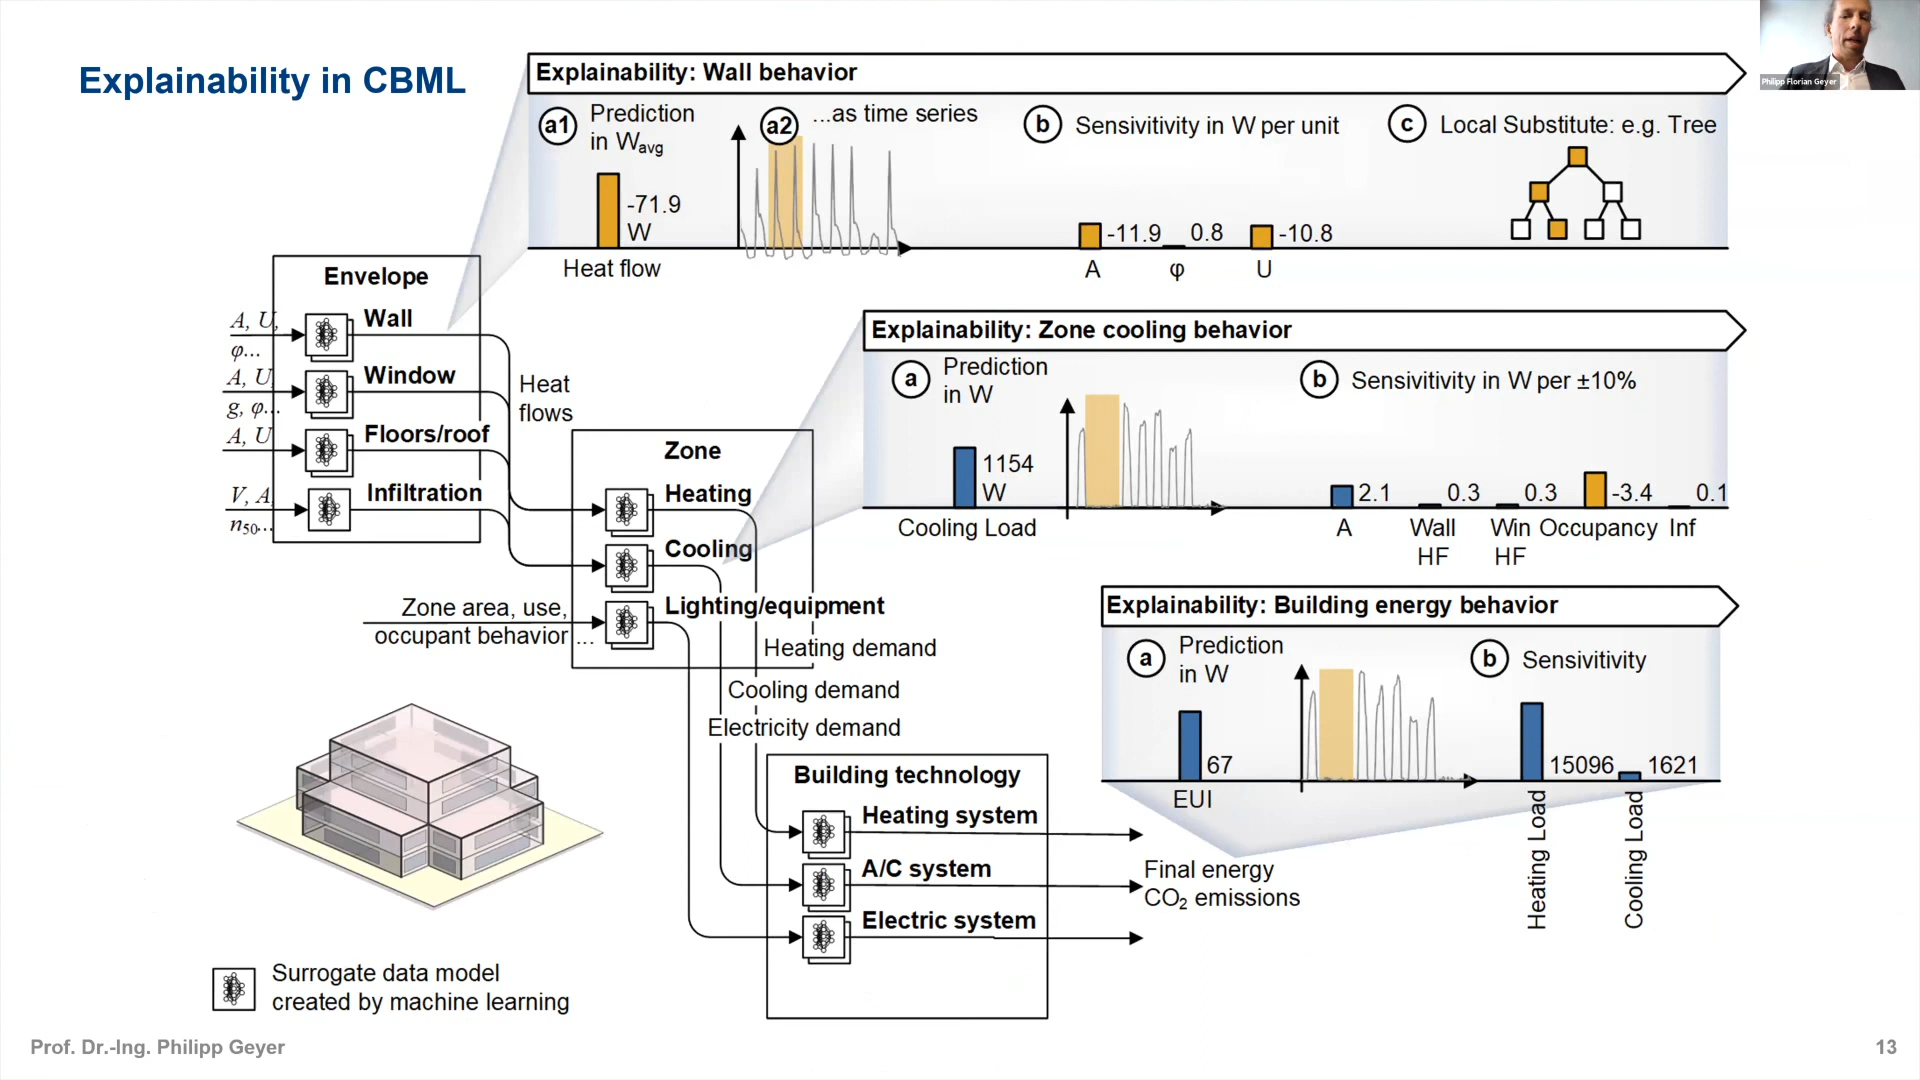 Explainability in CBML
Philipp Florian Geyer
Explainability: Wall behavior
a1
Prediction
in Wavg
a2
...as time series
b
Sensivitivity in W per unit
c
Local Substitute: e.g. Tree
-71.9
W
Heat flow
-11.9
0.8
-10.8
A
φ
U
Envelope
A, U,
φ...
Wall
A, U,
g, φ...
Window
A, U
Floors/roof
V, A,
n50...
Infiltration
Heat
flows
Zone
Heating
Cooling
Lighting/equipment
Zone area, use,
occupant behavior ...
Explainability: Zone cooling behavior
a
Prediction
in W
b
Sensivitivity in W per ±10%
1154
W
Cooling Load
2.1
0.3
0.3
-3.4
0.1
A
Wall
HF
Win
HF
Occupancy
Inf
Heating demand
Cooling demand
Electricity demand
Explainability: Building energy behavior
a
Prediction
in W
b
Sensivitivity
67
EUI
15096
1621
Heating Load
Cooling Load
Building technology
Heating system
A/C system
Electric system
Final energy
CO2 emissions
Surrogate data model
created by machine learning
Prof. Dr.-Ing. Philipp Geyer
13